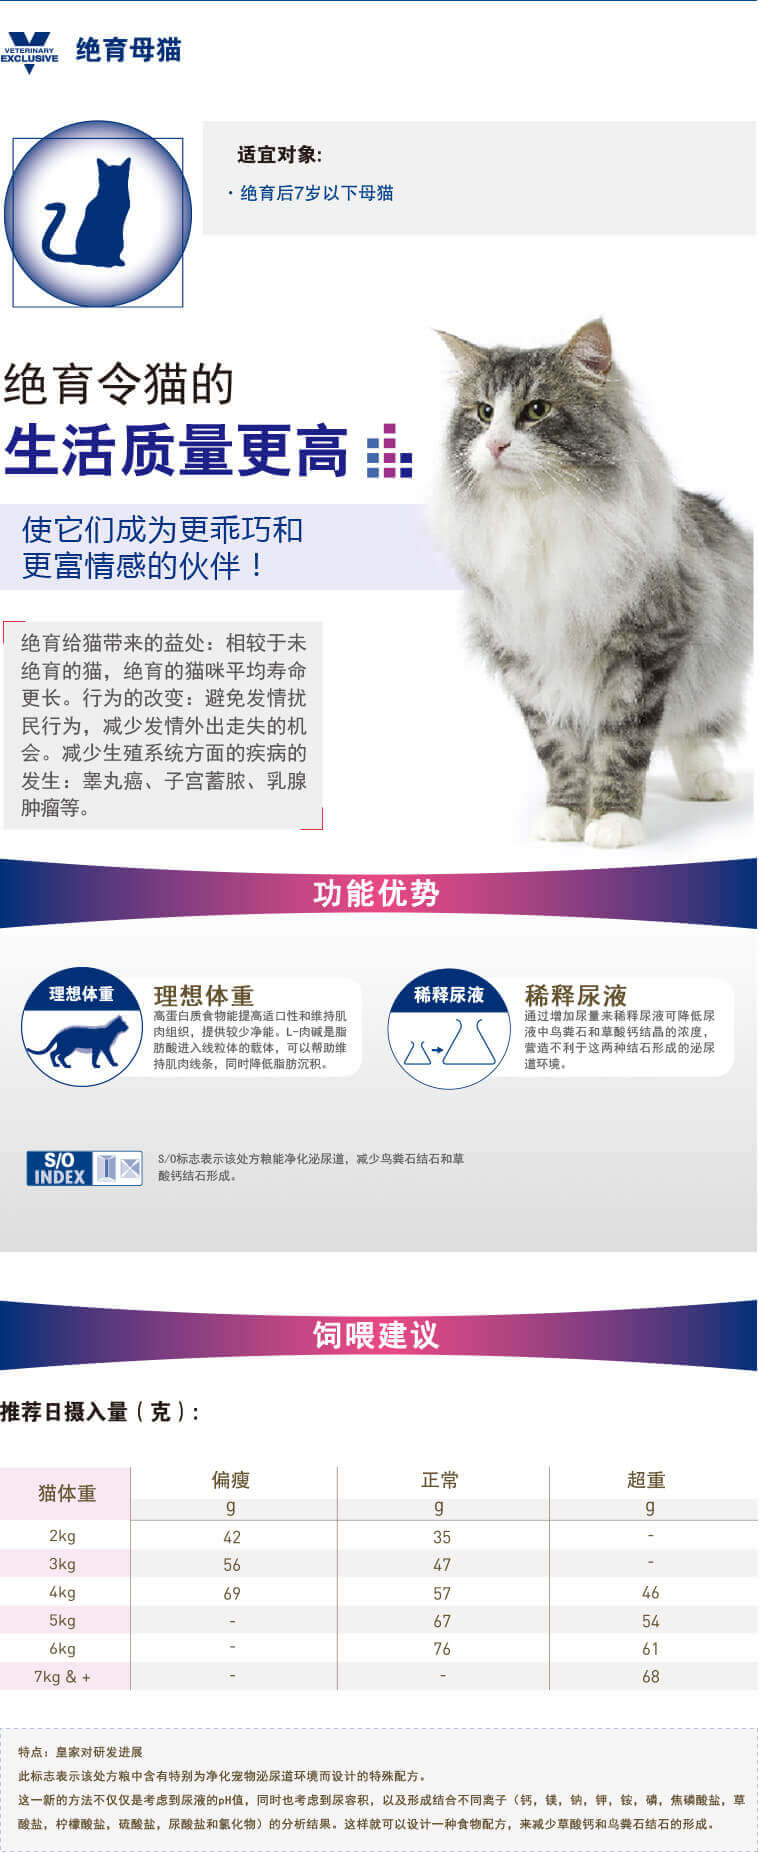 VETERINARY
EXCLUSIVE
绝育母猫
适宜对象:
·绝育后7岁以下母猫
绝育令猫的
生活质量更高
使它们成为更乖巧和
更富情感的伙伴！
绝育给猫带来的益处：相较于未
绝育的猫，绝育的猫咪平均寿命
更长。行为的改变：避免发情扰
民行为，减少发情外出走失的机
会。减少生殖系统方面的疾病的
发生：睾丸癌、子宫蓄脓、乳腺
肿瘤等。
功能优势
理想体重
理想体重
高蛋白质食物能提高适口性和维持肌
肉组织，提供较少净能。L-肉碱是脂
肪酸进入线粒体的载体，可以帮助维
持肌肉线条，同时降低脂肪沉积。
稀释尿液
稀释尿液
通过增加尿量来稀释尿液可降低尿
液中鸟粪石和草酸钙结晶的浓度，
营造不利于这两种结石形成的泌尿
道环境。
S/O
INDEX
S/O标志表示该处方粮能净化泌尿道，减少鸟粪石结石和草
酸钙结石形成。
饲喂建议
推荐日摄入量（克）:
猫体重 偏瘦 正常 超重
g g g
2kg 42 35 -
3kg 56 47 -
4kg 69 57 46
5kg - 67 54
6kg - 76 61
7kg & + - - 68
特点：皇家对研发进展
此标志表示该处方粮中含有特别为净化宠物泌尿道环境而设计的特殊配方。
这一新的方法不仅仅是考虑到尿液的pH值，同时也考虑到尿容积，以及形成结合不同离子（钙，镁，钠，钾，铵，磷，焦磷酸盐，草
酸盐，柠檬酸盐，硫酸盐，尿酸盐和氯化物）的分析结果。这样就可以设计一种食物配方，来减少草酸钙和鸟粪石结石的形成。